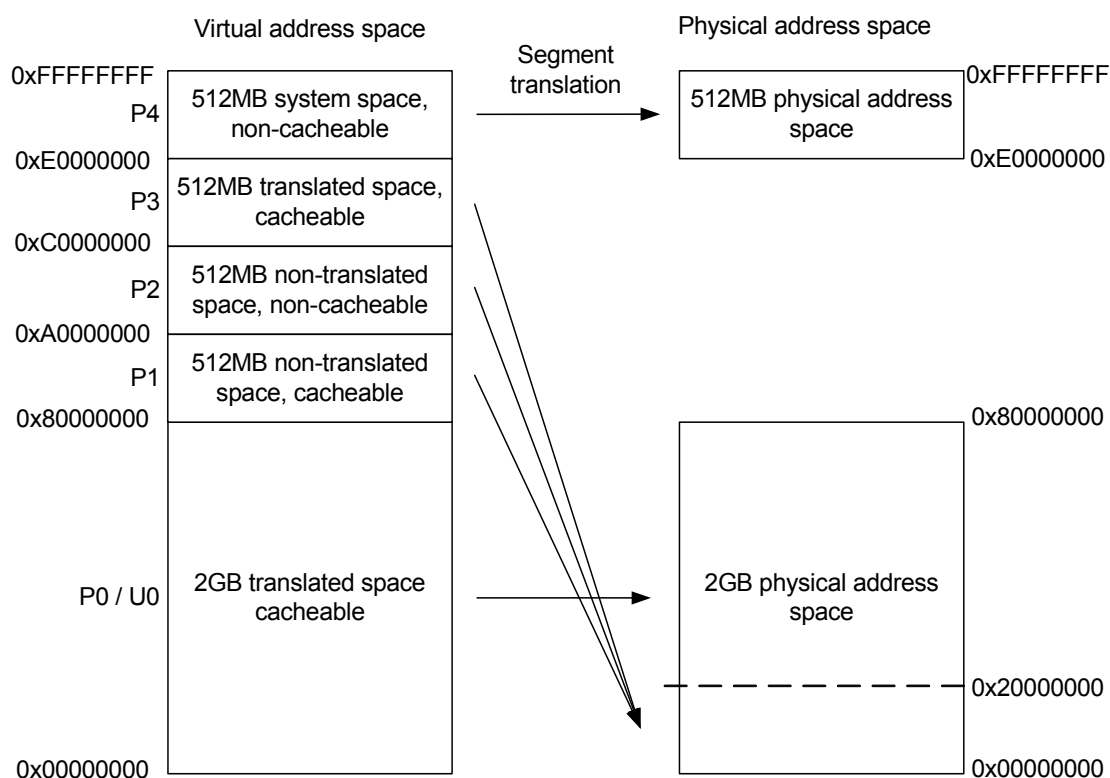 Virtual address space
Physical address space
Segment
translation
0xFFFFFFFF
0xFFFFFFFF
P4
512MB system space,
non-cacheable
512MB physical address
space
0xE0000000
0xE0000000
P3
512MB translated space,
cacheable
0xC0000000
P2
512MB non-translated
space, non-cacheable
0xA0000000
P1
512MB non-translated
space, cacheable
0x80000000
0x80000000
P0 / U0
2GB translated space
cacheable
2GB physical address
space
0x20000000
0x00000000
0x00000000